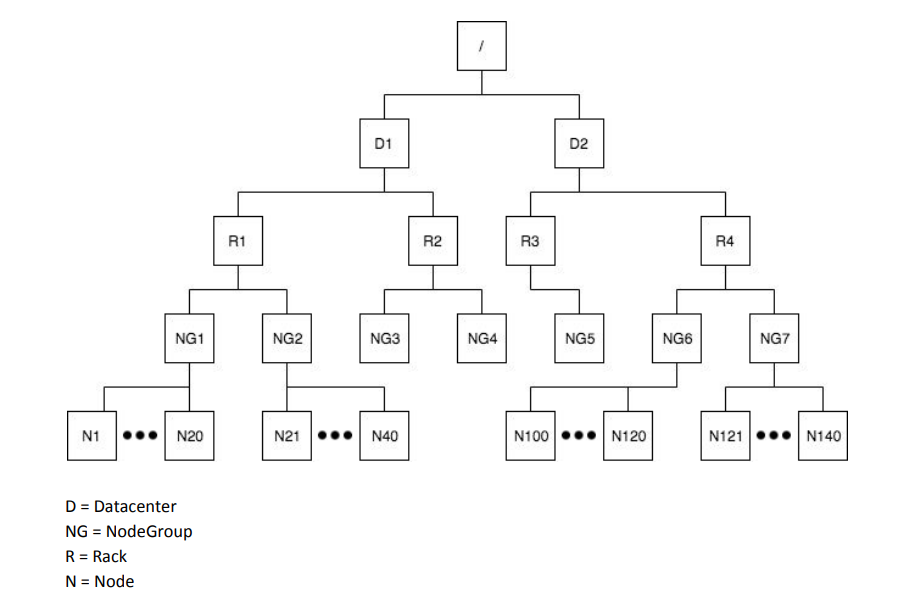 /
D1 D2
R1 R2 R3 R4
NG1 NG2 NG3 NG4 NG5 NG6 NG7
N1 N20 N21 N40 N100 N120 N121 N140
D = Datacenter
NG = NodeGroup
R = Rack
N = Node